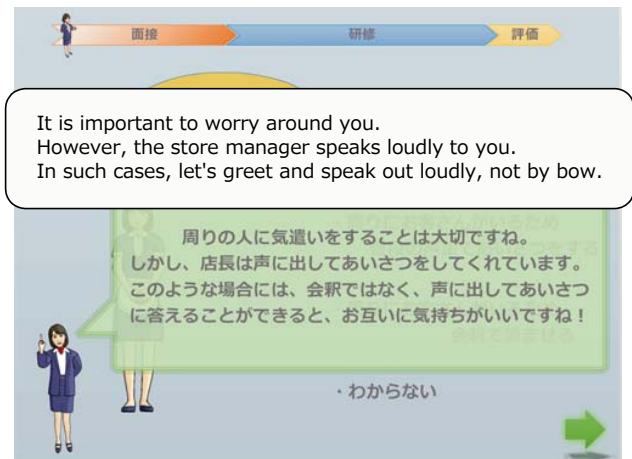 面接 研修 評価
It is important to worry around you.
However, the store manager speaks loudly to you.
In such cases, let's greet and speak out loudly, not by bow.
周りの人に気遣いをすることは大切ですね。
しかし、店長は声に出してあいさつをしてくれています。
このような場合には、会釈ではなく、声に出してあいさつ
に答えることができると、お互いに気持ちがいいですね！
・わからない